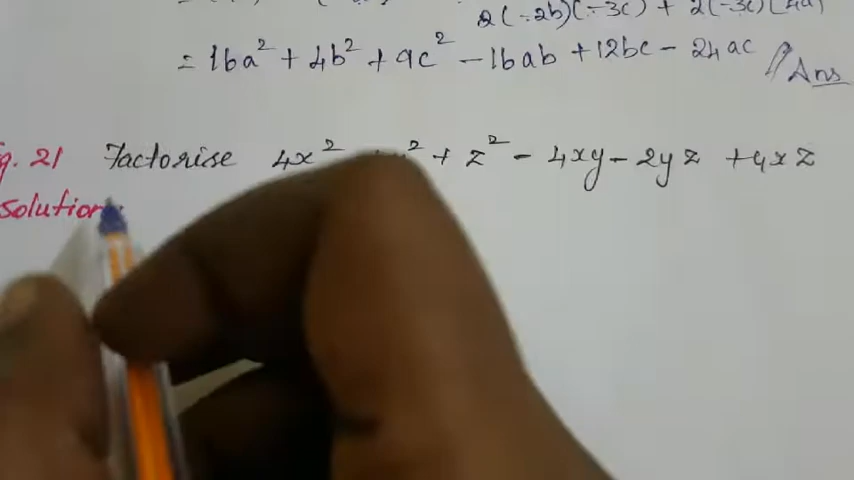 2(-2b)(-3c) + 2(-3c)(4a)
= 16a² + 4b² + 9c² - 16ab + 12bc - 24ac Ans
g. 21 Factorise 4x² y² + z² - 4xy - 2yz + 4xz
Solution: